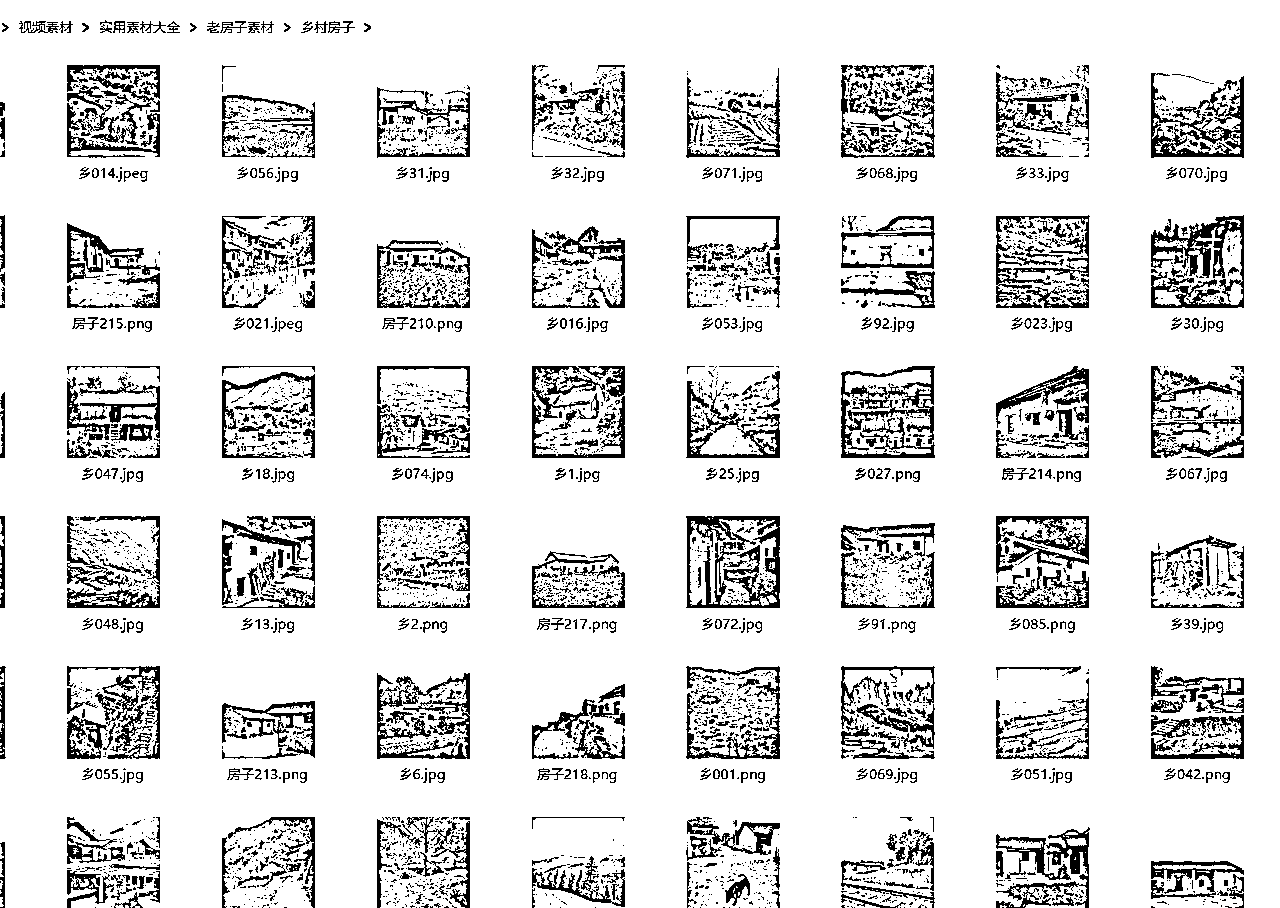 > 视频素材 > 实用素材大全 > 老房子素材 > 乡村房子 >
乡014.jpeg 乡056.jpg 乡31.jpg 乡32.jpg 乡071.jpg 乡068.jpg 乡33.jpg 乡070.jpg
房子215.png 乡021.jpeg 房子210.png 乡016.jpg 乡053.jpg 乡92.jpg 乡023.jpg 乡30.jpg
乡047.jpg 乡18.jpg 乡074.jpg 乡1.jpg 乡25.jpg 乡027.png 房子214.png 乡067.jpg
乡048.jpg 乡13.jpg 乡2.png 房子217.png 乡072.jpg 乡91.png 乡085.png 乡39.jpg
乡055.jpg 房子213.png 乡6.jpg 房子218.png 乡001.png 乡069.jpg 乡051.jpg 乡042.png